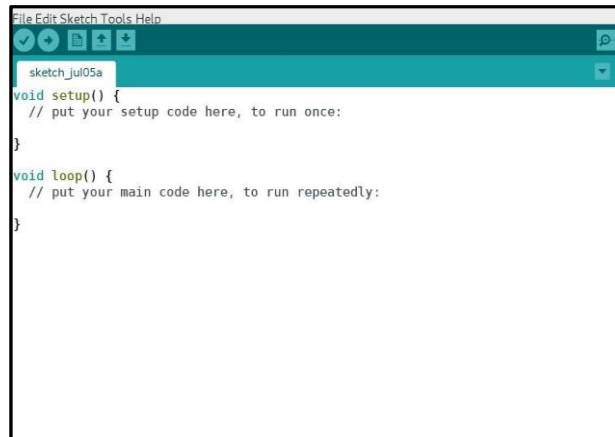 File Edit Sketch Tools Help
sketch_jul05a
void setup() {
  // put your setup code here, to run once:
}
void loop() {
  // put your main code here, to run repeatedly:
}